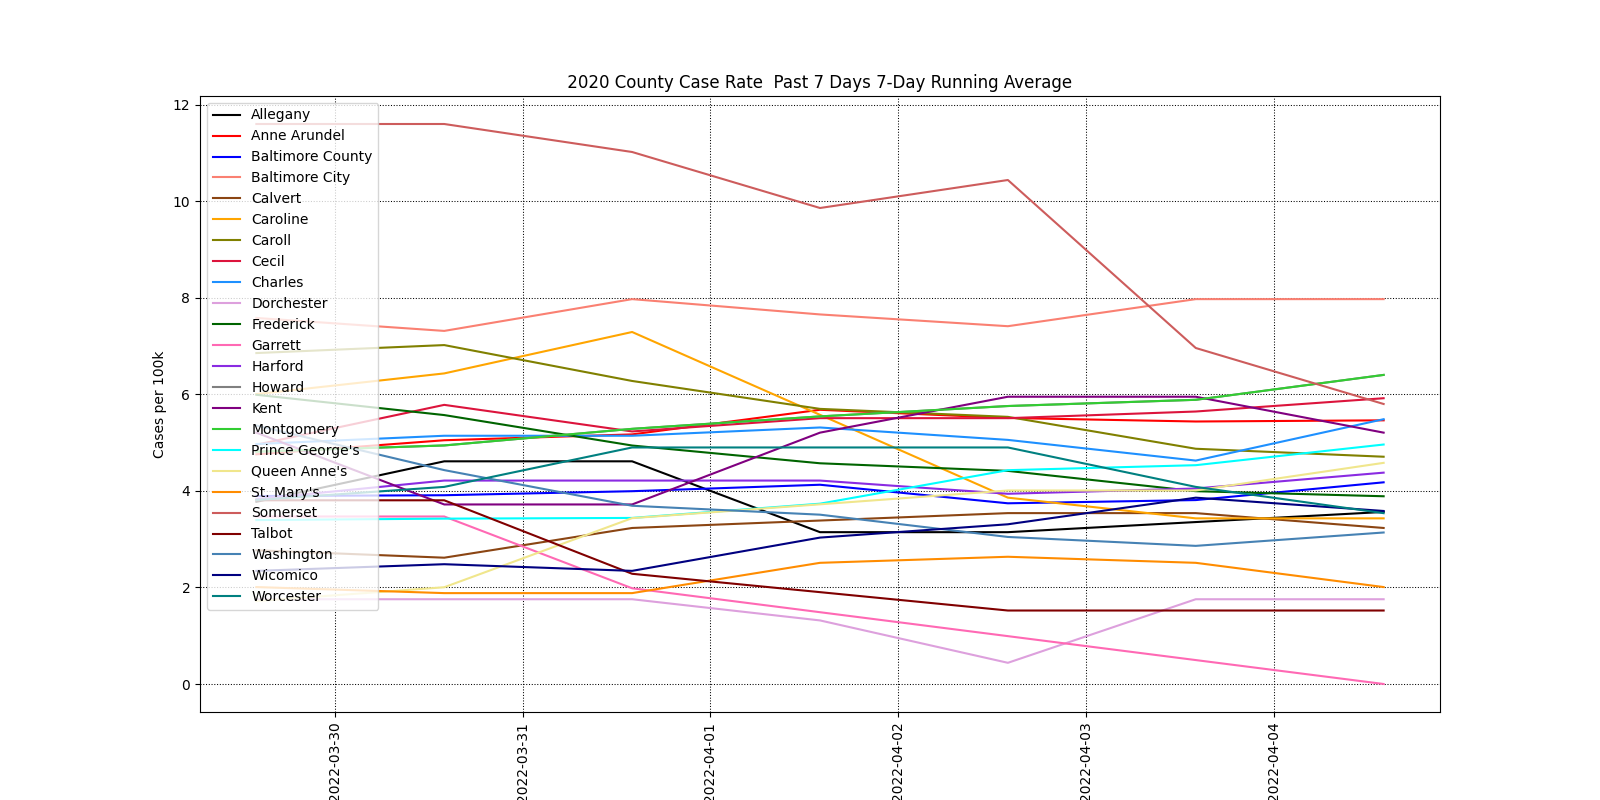 2020 County Case Rate  Past 7 Days 7-Day Running Average
12
10
8
6
4
2
0
Cases per 100k
Allegany
Anne Arundel
Baltimore County
Baltimore City
Calvert
Caroline
Caroll
Cecil
Charles
Dorchester
Frederick
Garrett
Harford
Howard
Kent
Montgomery
Prince George's
Queen Anne's
St. Mary's
Somerset
Talbot
Washington
Wicomico
Worcester
2022-03-30
2022-03-31
2022-04-01
2022-04-02
2022-04-03
2022-04-04